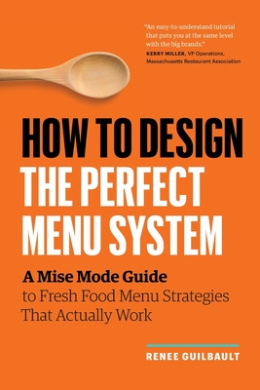 "An easy-to-understand tutorial
that puts you at the same level
with the big brands."
KERRY MILLER, VP Operations,
Massachusetts Restaurant Association
HOW TO DESIGN
THE PERFECT
MENU SYSTEM
A Mise Mode Guide
to Fresh Food Menu Strategies
That Actually Work
RENEE GUILBAULT